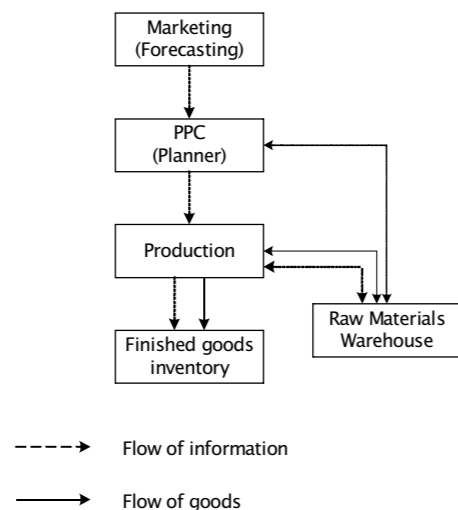 Marketing
(Forecasting)
PPC
(Planner)
Production
Raw Materials
Warehouse
Finished goods
inventory
Flow of information
Flow of goods